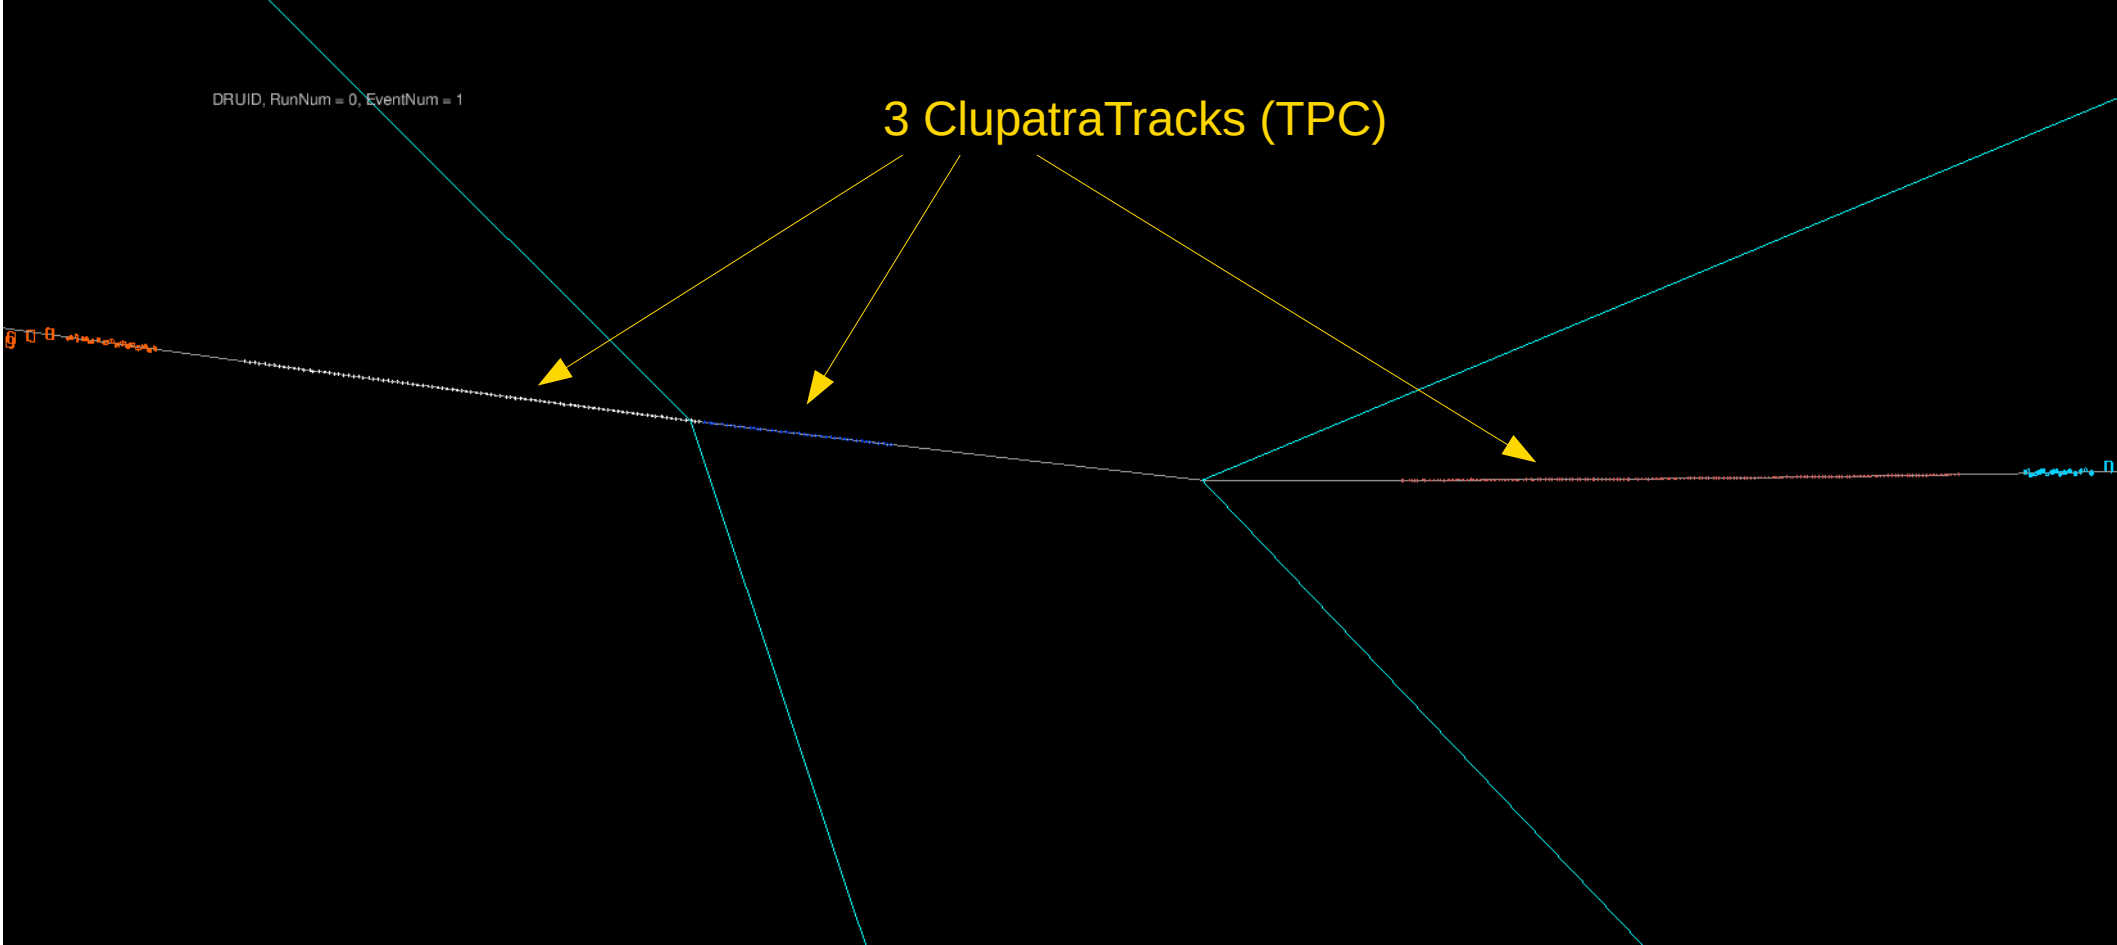 DRUID, RunNum = 0, EventNum = 1
3 ClupatraTracks (TPC)